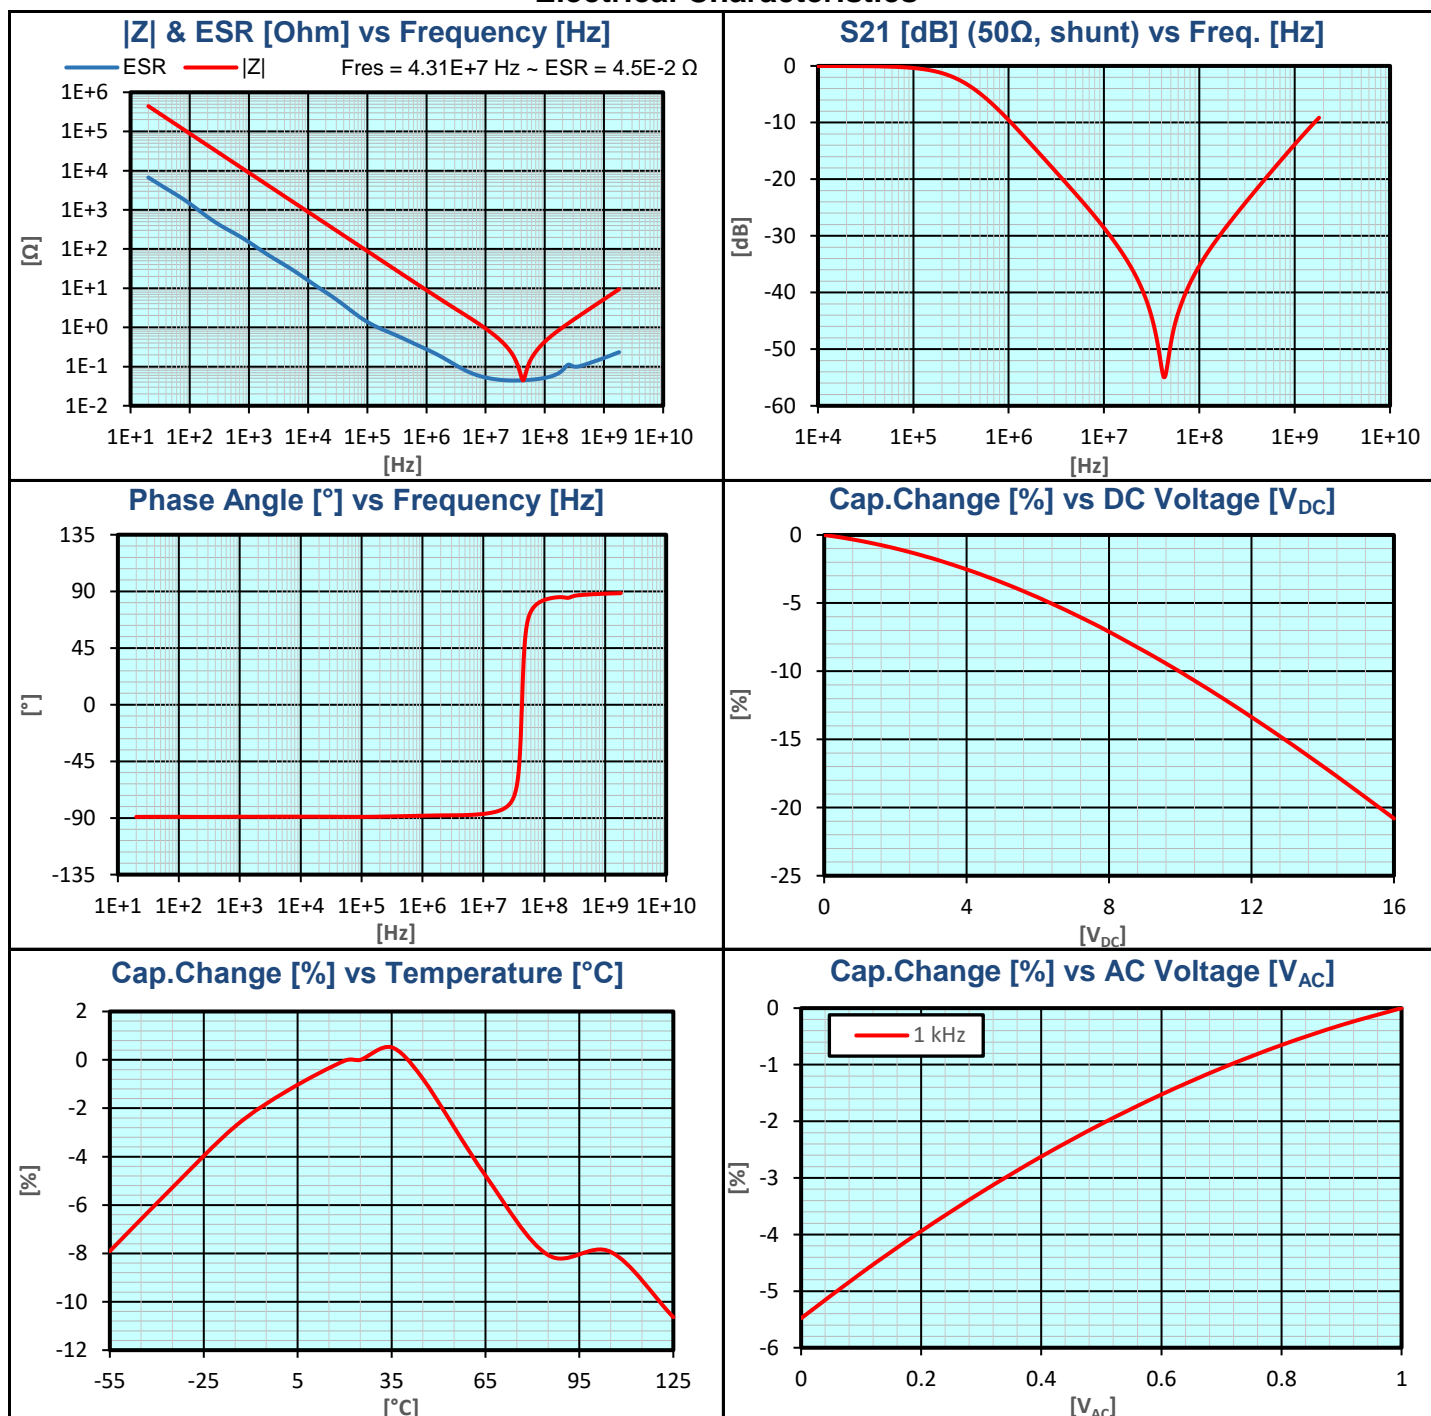 |Z| & ESR [Ohm] vs Frequency [Hz]
ESR |Z| Fres = 4.31E+7 Hz ~ ESR = 4.5E-2 Ω
1E+6
1E+5
1E+4
1E+3
1E+2
1E+1
1E+0
1E-1
1E-2
[Ω]
1E+1 1E+2 1E+3 1E+4 1E+5 1E+6 1E+7 1E+8 1E+9 1E+10
[Hz]
S21 [dB] (50Ω, shunt) vs Freq. [Hz]
0
-10
-20
-30
-40
-50
-60
[dB]
1E+4 1E+5 1E+6 1E+7 1E+8 1E+9 1E+10
[Hz]
Phase Angle [°] vs Frequency [Hz]
135
90
45
0
-45
-90
-135
[°]
1E+1 1E+2 1E+3 1E+4 1E+5 1E+6 1E+7 1E+8 1E+9 1E+10
[Hz]
Cap.Change [%] vs DC Voltage [VDC]
0
-5
-10
-15
-20
-25
[%]
0 4 8 12 16
[VDC]
Cap.Change [%] vs Temperature [°C]
2
0
-2
-4
-6
-8
-10
-12
[%]
-55 -25 5 35 65 95 125
[°C]
Cap.Change [%] vs AC Voltage [VAC]
1 kHz
0
-1
-2
-3
-4
-5
-6
[%]
0 0.2 0.4 0.6 0.8 1
[VAC]